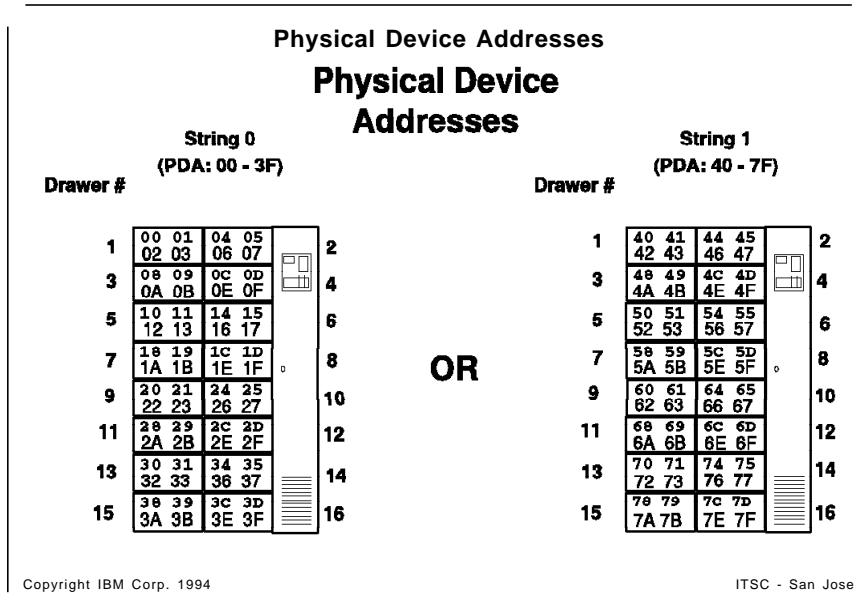 Physical Device Addresses
Physical Device
Addresses
String 0
(PDA: 00 - 3F)
Drawer #
1 00 01 04 05 2
02 03 06 07
3 08 09 0C 0D 4
0A 0B 0E 0F
5 10 11 14 15 6
12 13 16 17
7 18 19 1C 1D 8
1A 1B 1E 1F
9 20 21 24 25 10
22 23 26 27
11 28 29 2C 2D 12
2A 2B 2E 2F
13 30 31 34 35 14
32 33 36 37
15 38 39 3C 3D 16
3A 3B 3E 3F
OR
String 1
(PDA: 40 - 7F)
Drawer #
1 40 41 44 45 2
42 43 46 47
3 48 49 4C 4D 4
4A 4B 4E 4F
5 50 51 54 55 6
52 53 56 57
7 58 59 5C 5D 8
5A 5B 5E 5F
9 60 61 64 65 10
62 63 66 67
11 68 69 6C 6D 12
6A 6B 6E 6F
13 70 71 74 75 14
72 73 76 77
15 78 79 7C 7D 16
7A 7B 7E 7F
Copyright IBM Corp. 1994
ITSC - San Jose